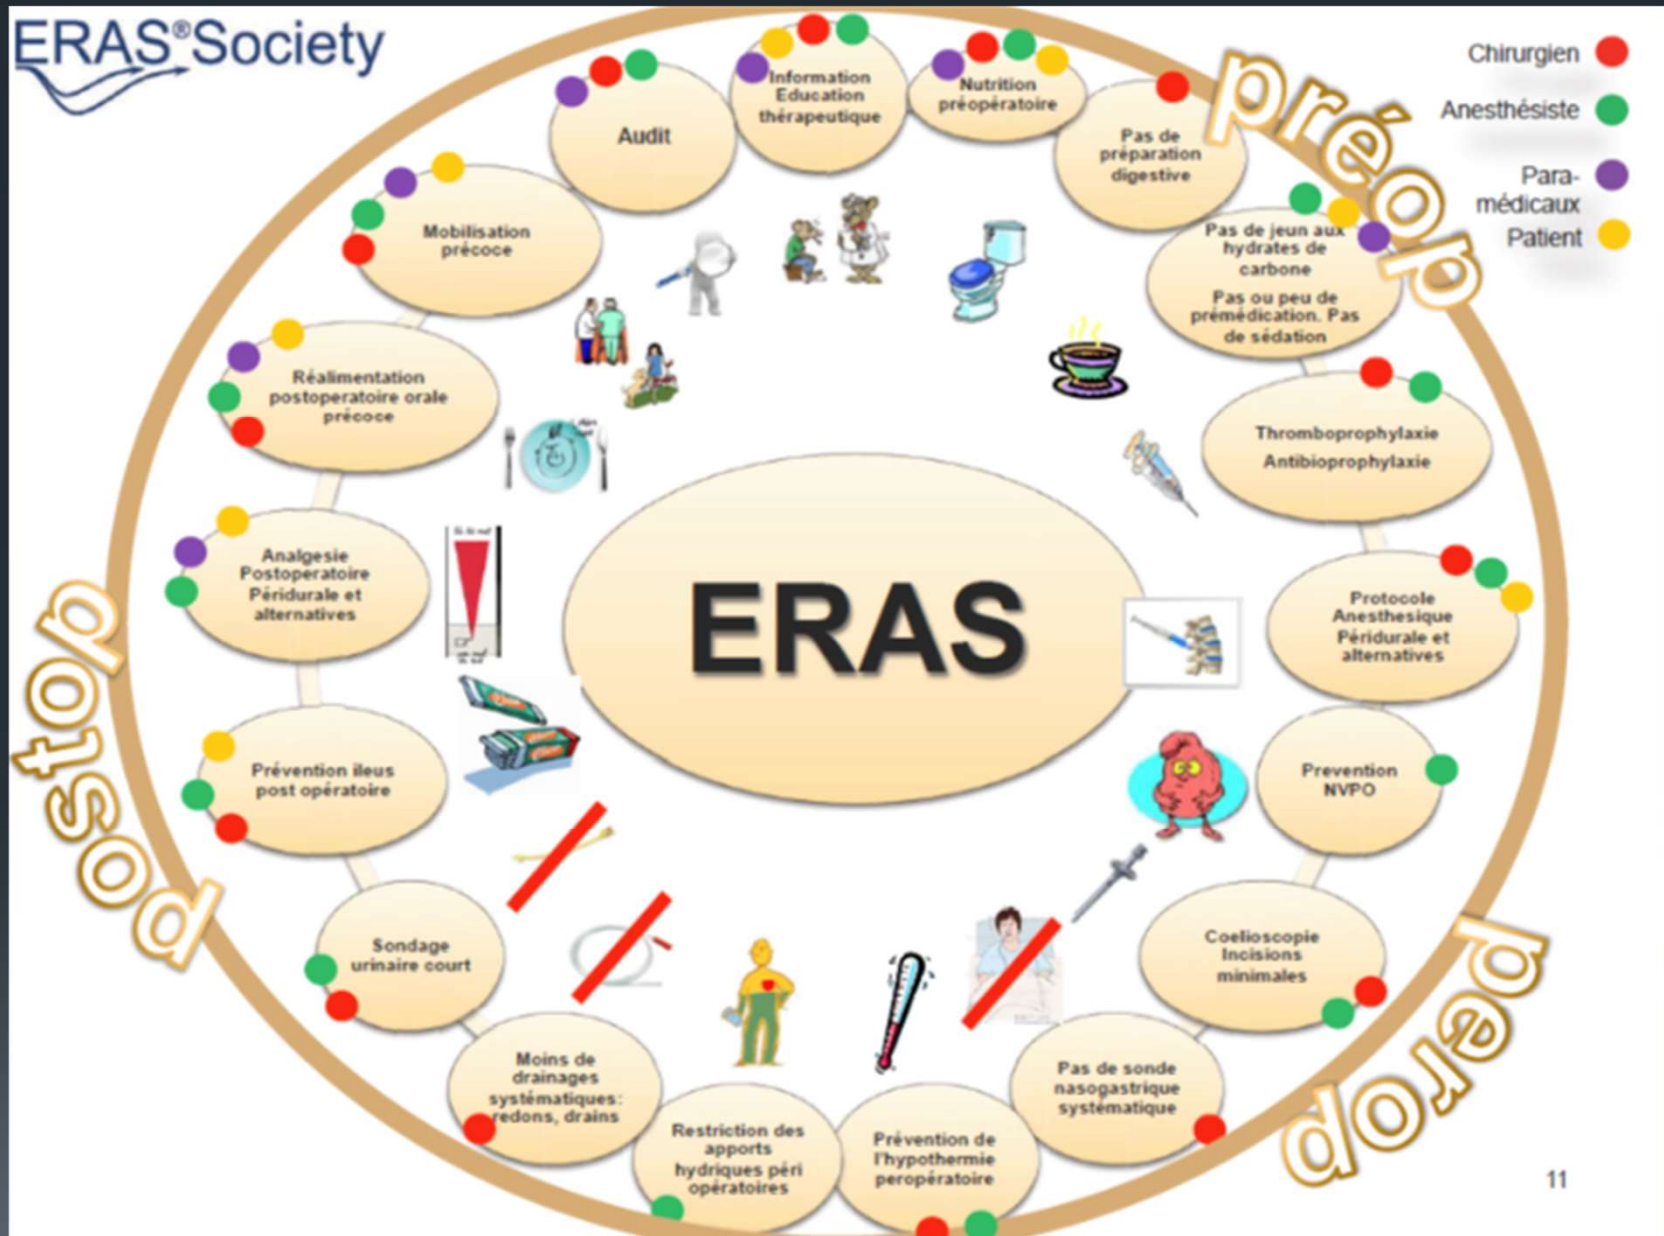 ERAS®Society
Chirurgien
Anesthésiste
Para-
médicaux
Patient
préop
Information
Education
thérapeutique
Nutrition
préopératoire
Pas de
préparation
digestive
Pas de jeun aux
hydrates de
carbone
Pas ou peu de
prémédication. Pas
de sédation
Thromboprophylaxie
Antibioprophylaxie
Protocole
Anesthesique
Péridurale et
alternatives
Prevention
NVPO
perop
Coelioscopie
Incisions
minimales
Pas de sonde
nasogastrique
systématique
Prévention de
l'hypothermie
peropératoire
Restriction des
apports
hydriques péri
opératoires
Moins de
drainages
systématiques:
redons, drains
Sondage
urinaire court
postop
Prévention ileus
post opératoire
Analgesie
Postoperatoire
Péridurale et
alternatives
Réalimentation
postoperatoire orale
précoce
Mobilisation
précoce
Audit
ERAS
11